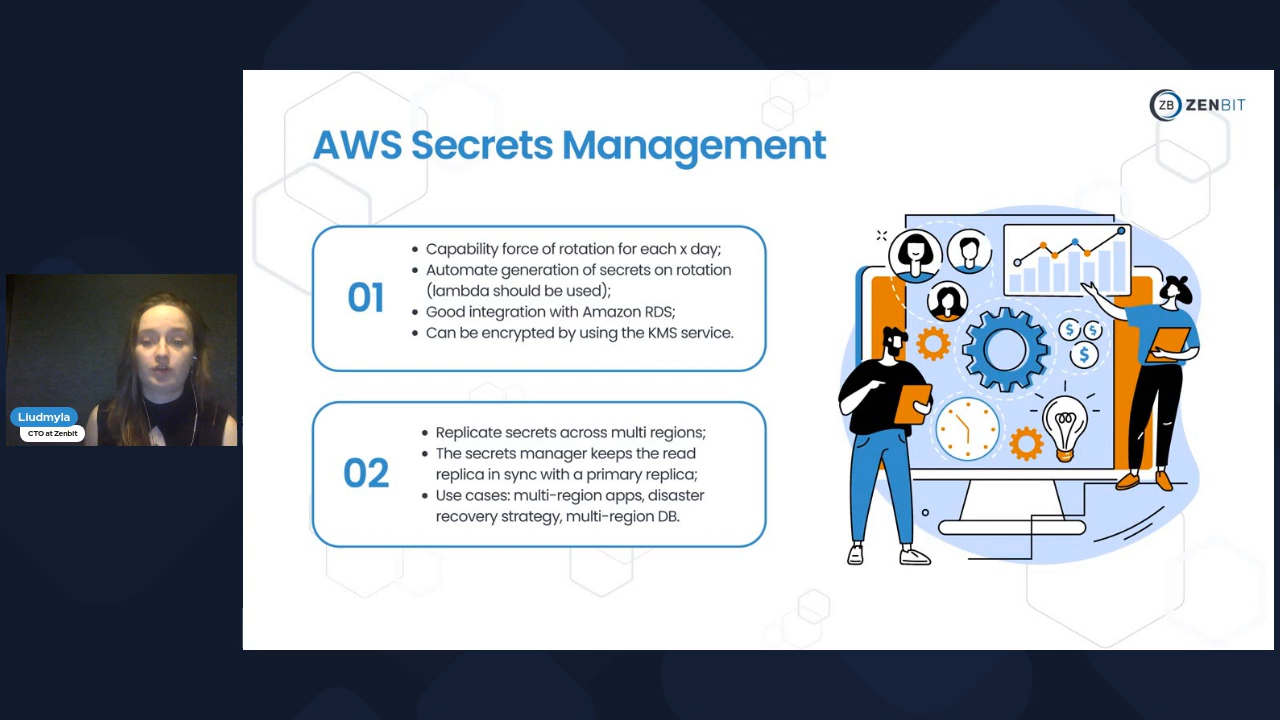 ZB ZENBIT
AWS Secrets Management
01
Capability force of rotation for each x day;
Automate generation of secrets on rotation
(lambda should be used);
Good integration with Amazon RDS;
Can be encrypted by using the KMS service.
02
Replicate secrets across multi regions;
The secrets manager keeps the read
replica in sync with a primary replica;
Use cases: multi-region apps, disaster
recovery strategy, multi-region DB.
$ $
$
Liudmyla
CTO at Zenbit